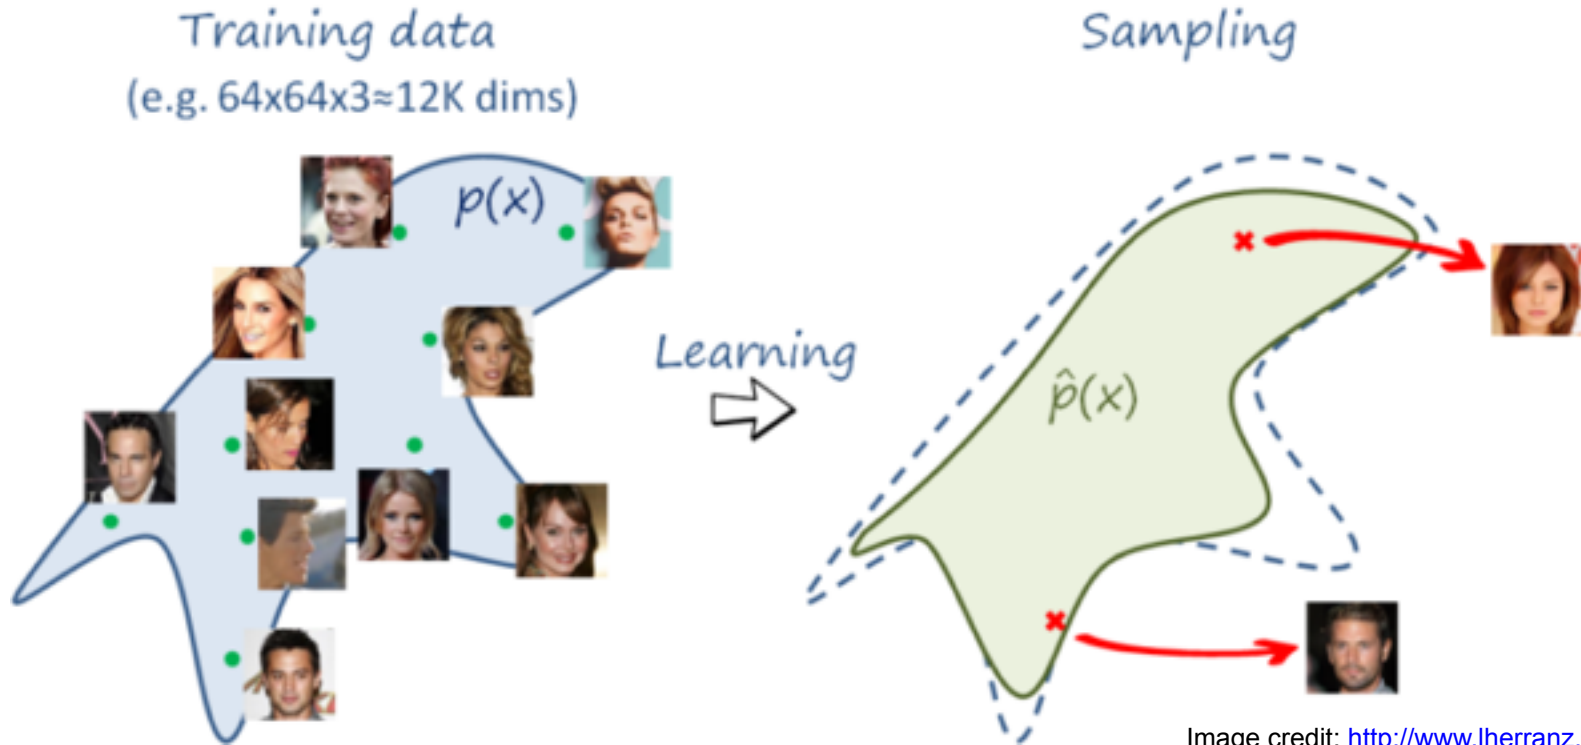 Training data
(e.g. 64x64x3≈12K dims)
Sampling
p(x)
Learning
p̂(x)
Image credit: http://www.lherranz.